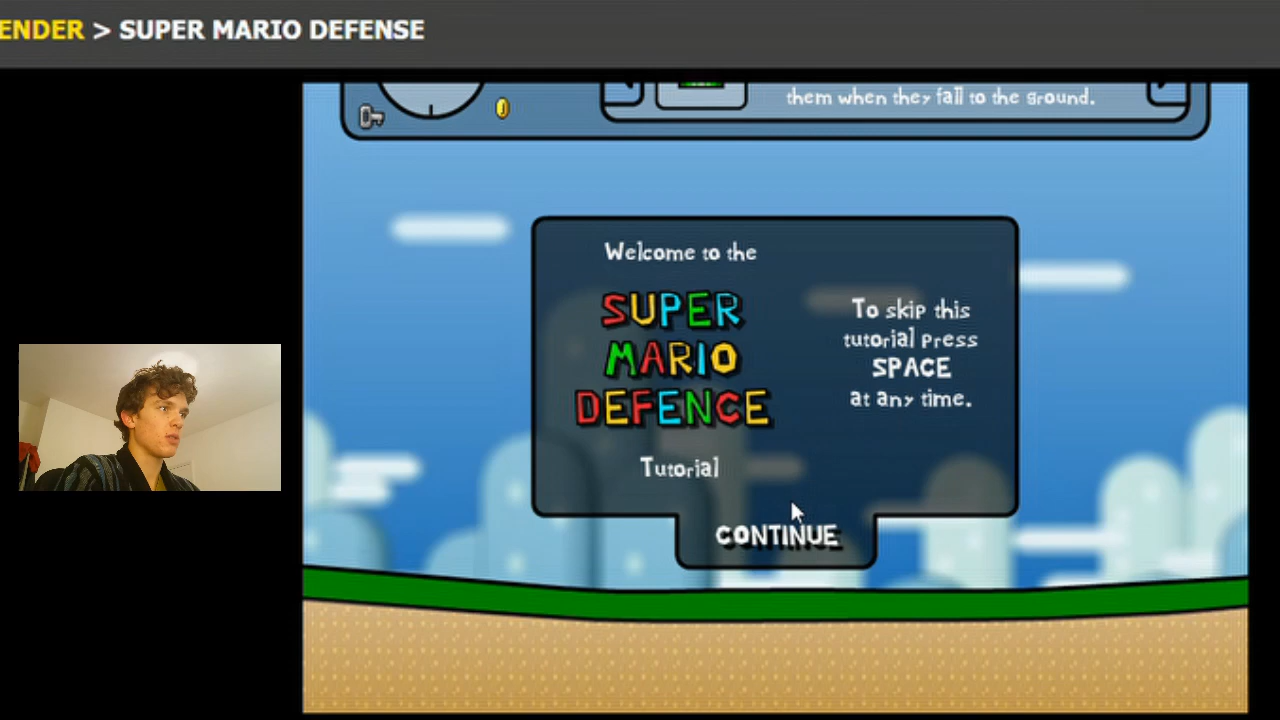 ENDER > SUPER MARIO DEFENSE
them when they fall to the ground.
Welcome to the
SUPER
MARIO
DEFENCE
Tutorial
To skip this
tutorial press
SPACE
at any time.
CONTINUE